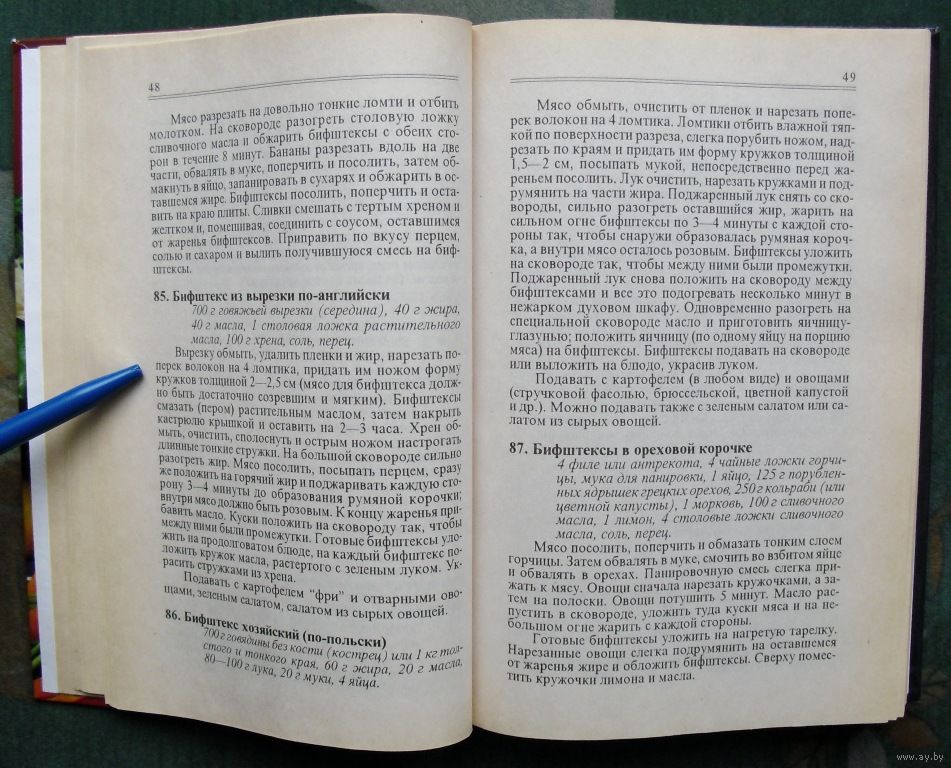 48
Мясо разрезать на довольно тонкие ломти и отбить
молотком. На сковороде разогреть столовую ложку
сливочного масла и обжарить бифштексы с обеих сто-
рон в течение 8 минут. Бананы разрезать вдоль на две
части, обвалять в муке, поперчить и посолить, затем об-
макнуть в яйцо, запанировать в сухарях и обжарить в ос-
тавшемся жире. Бифштексы посолить, поперчить и оста-
вить на краю плиты. Сливки смешать с тертым хреном и
желтком и, помешивая, соединить с соусом, оставшимся
от жаренья бифштексов. Приправить по вкусу перцем,
солью и сахаром и вылить получившуюся смесь на биф-
штексы.
85. Бифштекс из вырезки по-английски
700 г говяжьей вырезки (середина), 40 г жира,
40 г масла, 1 столовая ложка растительного
масла, 100 г хрена, соль, перец.
Вырезку обмыть, удалить пленки и жир, нарезать по-
перек волокон на 4 ломтика, придать им ножом форму
кружков толщиной 2—2,5 см (мясо для бифштекса долж-
но быть достаточно созревшим и мягким). Бифштексы
смазать (пером) растительным маслом, затем накрыть
кастрюлю крышкой и оставить на 2—3 часа. Хрен об-
мыть, очистить, сполоснуть и острым ножом настрогать
длинные тонкие стружки. На большой сковороде сильно
разогреть жир. Мясо посолить, посыпать перцем, сразу
же положить на горячий жир и поджаривать каждую сто-
рону 3—4 минуты до образования румяной корочки;
внутри мясо должно быть розовым. К концу жаренья при-
бавить масло. Куски положить на сковороду так, чтобы
между ними были промежутки. Готовые бифштексы уло-
жить на продолговатом блюде, на каждый бифштекс по-
ложить кружок масла, растертого с зеленым луком. Ук-
расить стружками из хрена.
Подавать с картофелем “фри” и отварными ово-
щами, зеленым салатом, салатом из сырых овощей.
86. Бифштекс хозяйский (по-польски)
700 г говядины без кости (кострец) или 1 кг тол-
стого и тонкого края, 60 г жира, 20 г масла,
80—100 г лука, 20 г муки, 4 яйца.
49
Мясо обмыть, очистить от пленок и нарезать попе-
рек волокон на 4 ломтика. Ломтики отбить влажной тяп-
кой по поверхности разреза, слегка порубить ножом, над-
резать по краям и придать им форму кружков толщиной
1,5—2 см, посыпать мукой, непосредственно перед жа-
реньем посолить. Лук очистить, нарезать кружками и под-
румянить на части жира. Поджаренный лук снять со ско-
вороды, сильно разогреть оставшийся жир, жарить на
сильном огне бифштексы по 3—4 минуты с каждой сто-
роны так, чтобы снаружи образовалась румяная короч-
ка, а внутри мясо осталось розовым. Бифштексы уложить
на сковороде так, чтобы между ними были промежутки.
Поджаренный лук снова положить на сковороду между
бифштексами и все это подогревать несколько минут в
нежарком духовом шкафу. Одновременно разогреть на
специальной сковороде масло и приготовить яичницу-
глазунью; положить яичницу (по одному яйцу на порцию
мяса) на бифштексы. Бифштексы подавать на сковороде
или выложить на блюдо, украсив луком.
Подавать с картофелем (в любом виде) и овощами
(стручковой фасолью, брюссельской, цветной капустой
и др.). Можно подавать также с зеленым салатом или са-
латом из сырых овощей.
87. Бифштексы в ореховой корочке
4 филе или антрекота, 4 чайные ложки горчи-
цы, мука для панировки, 1 яйцо, 125 г порублен-
ных ядрышек грецких орехов, 250 г кольраби (или
цветной капусты), 1 морковь, 100 г сливочного
масла, 1 лимон, 4 столовые ложки сливочного
масла, соль, перец.
Мясо посолить, поперчить и обмазать тонким слоем
горчицы. Затем обвалять в муке, смочить во взбитом яйце
и обвалять в орехах. Панировочную смесь слегка при-
жать к мясу. Овощи сначала нарезать кружочками, а за-
тем на полоски. Овощи потушить 5 минут. Масло рас-
пустить в сковороде, уложить туда куски мяса и на не-
большом огне жарить с каждой стороны.
Готовые бифштексы уложить на нагретую тарелку.
Нарезанные овощи слегка подрумянить на оставшемся
от жаренья жире и обложить бифштексы. Сверху помес-
тить кружочки лимона и масла.
www.ay.by